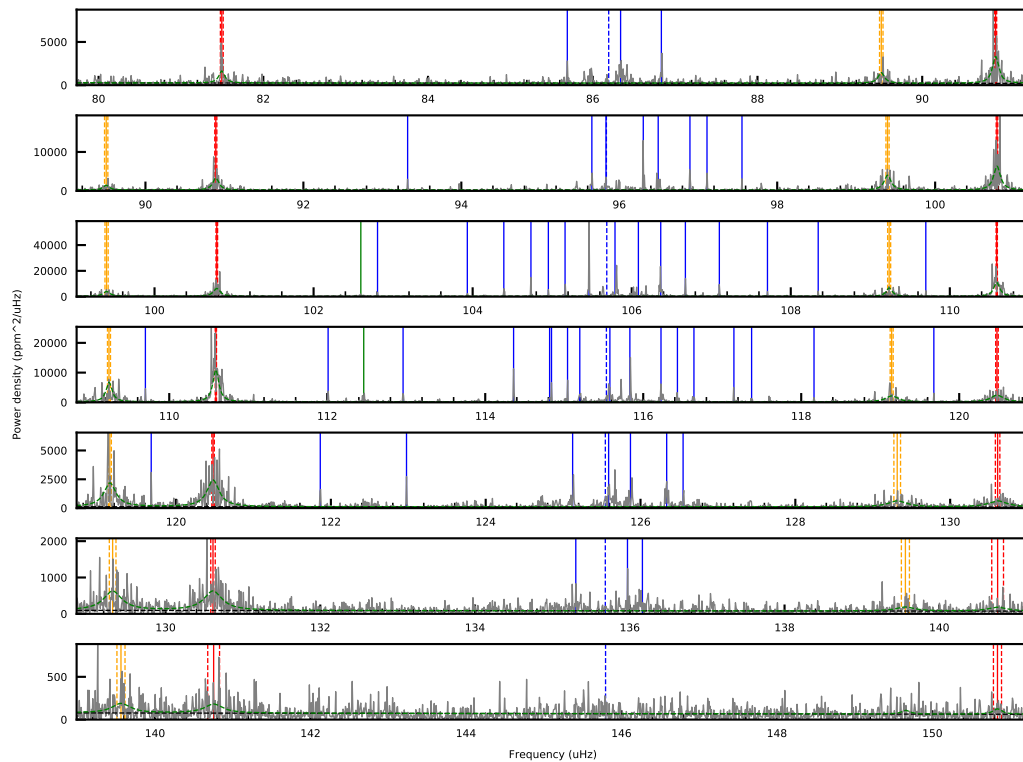 5000
0
80 82 84 86 88 90
10000
0
90 92 94 96 98 100
40000
20000
0
100 102 104 106 108 110
20000
10000
0
110 112 114 116 118 120
5000
2500
0
120 122 124 126 128 130
2000
1000
0
130 132 134 136 138 140
500
0
140 142 144 146 148 150
Power density (ppm^2/uHz)
Frequency (uHz)